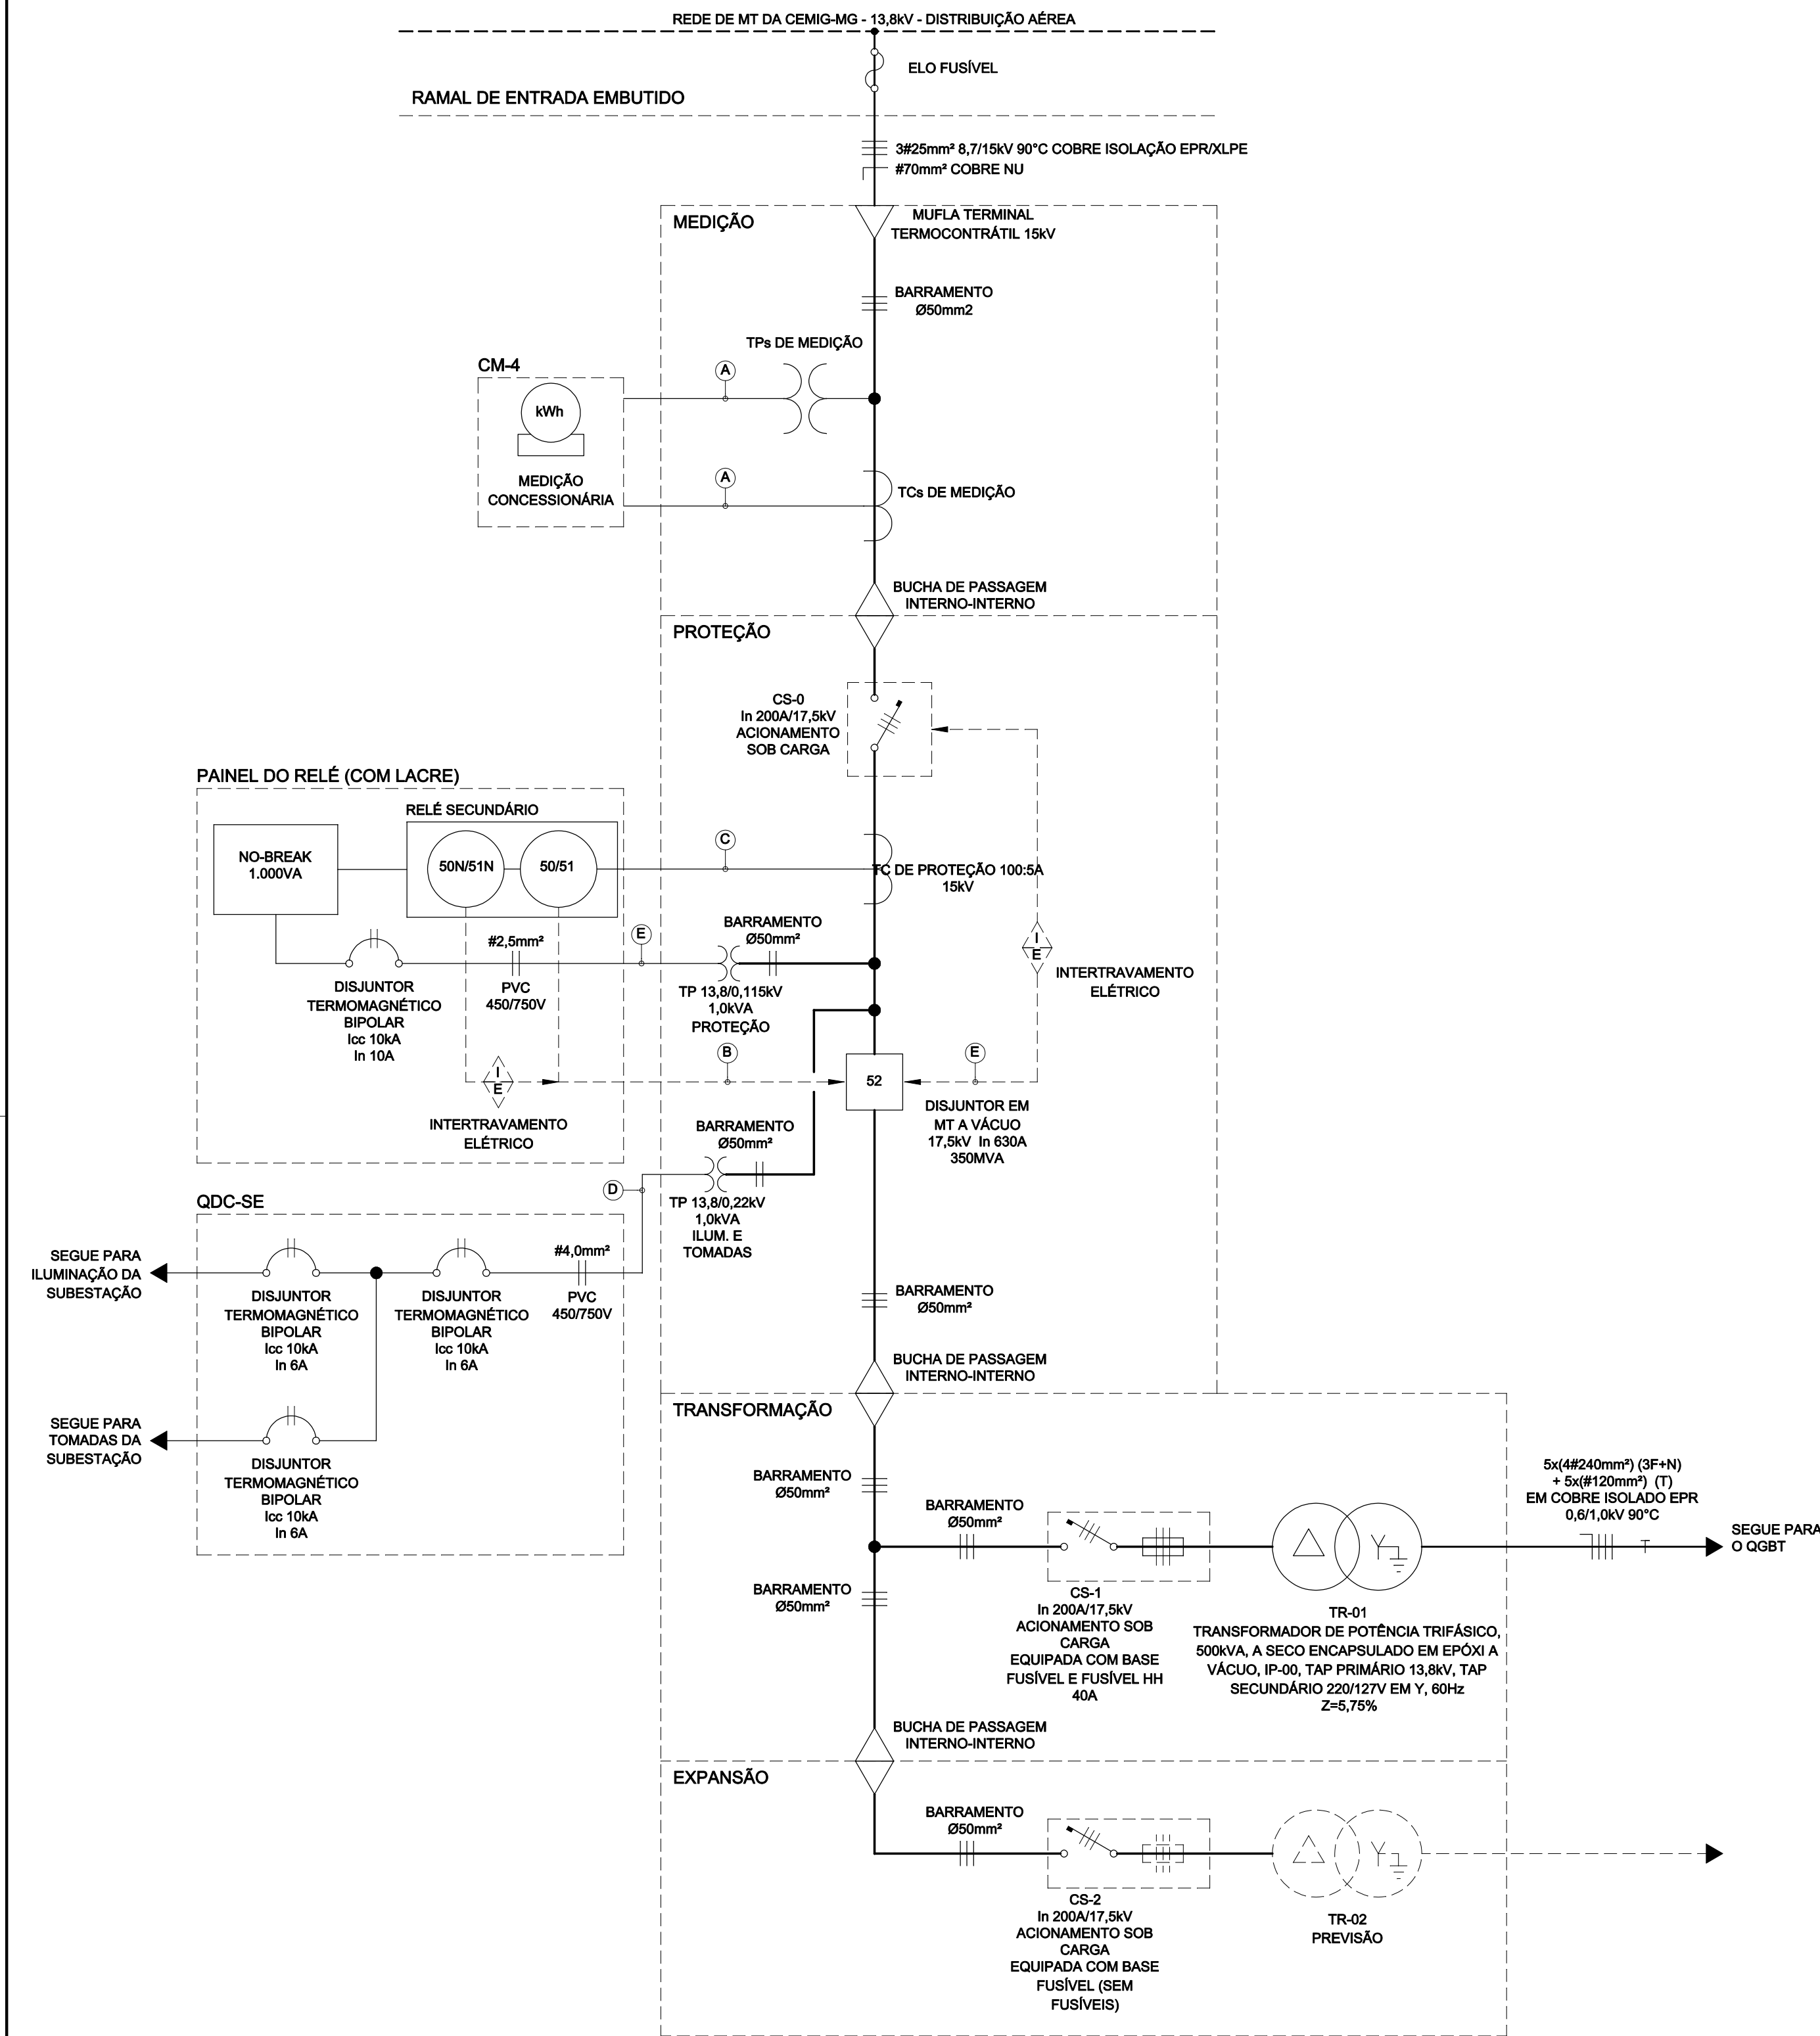 REDE DE MT DA CEMIG-MG - 13,8kV - DISTRIBUIÇÃO AÉREA
ELO FUSÍVEL
RAMAL DE ENTRADA EMBUTIDO
3#25mm² 8,7/15kV 90°C COBRE ISOLAÇÃO EPR/XLPE
#70mm² COBRE NU
MEDIÇÃO
MUFLA TERMINAL
TERMOCONTRÁTIL 15kV
BARRAMENTO
Ø50mm2
TPs DE MEDIÇÃO
CM-4
A
kWh
MEDIÇÃO
CONCESSIONÁRIA
A
TCs DE MEDIÇÃO
BUCHA DE PASSAGEM
INTERNO-INTERNO
PROTEÇÃO
CS-0
In 200A/17,5kV
ACIONAMENTO
SOB CARGA
PAINEL DO RELÉ (COM LACRE)
RELÉ SECUNDÁRIO
NO-BREAK
1.000VA
50N/51N
50/51
C
TC DE PROTEÇÃO 100:5A
15kV
BARRAMENTO
Ø50mm²
#2,5mm²
E
PVC
450/750V
DISJUNTOR
TERMOMAGNÉTICO
BIPOLAR
Icc 10kA
In 10A
TP 13,8/0,115kV
1,0kVA
PROTEÇÃO
I
E
INTERTRAVAMENTO
ELÉTRICO
B
52
E
I
E
INTERTRAVAMENTO
ELÉTRICO
DISJUNTOR EM
MT A VÁCUO
17,5kV  In 630A
350MVA
BARRAMENTO
Ø50mm²
D
TP 13,8/0,22kV
1,0kVA
ILUM. E
TOMADAS
QDC-SE
SEGUE PARA
ILUMINAÇÃO DA
SUBESTAÇÃO
#4,0mm²
PVC
450/750V
DISJUNTOR
TERMOMAGNÉTICO
BIPOLAR
Icc 10kA
In 6A
DISJUNTOR
TERMOMAGNÉTICO
BIPOLAR
Icc 10kA
In 6A
BARRAMENTO
Ø50mm²
BUCHA DE PASSAGEM
INTERNO-INTERNO
SEGUE PARA
TOMADAS DA
SUBESTAÇÃO
DISJUNTOR
TERMOMAGNÉTICO
BIPOLAR
Icc 10kA
In 6A
TRANSFORMAÇÃO
BARRAMENTO
Ø50mm²
BARRAMENTO
Ø50mm²
5x(4#240mm²) (3F+N)
+ 5x(#120mm²)  (T)
EM COBRE ISOLADO EPR
0,6/1,0kV 90°C
SEGUE PARA
O QGBT
BARRAMENTO
Ø50mm²
CS-1
In 200A/17,5kV
ACIONAMENTO SOB
CARGA
EQUIPADA COM BASE
FUSÍVEL E FUSÍVEL HH
40A
TR-01
TRANSFORMADOR DE POTÊNCIA TRIFÁSICO,
500kVA, A SECO ENCAPSULADO EM EPÓXI A
VÁCUO, IP-00, TAP PRIMÁRIO 13,8kV, TAP
SECUNDÁRIO 220/127V EM Y, 60Hz
Z=5,75%
BUCHA DE PASSAGEM
INTERNO-INTERNO
EXPANSÃO
BARRAMENTO
Ø50mm²
CS-2
In 200A/17,5kV
ACIONAMENTO SOB
CARGA
EQUIPADA COM BASE
FUSÍVEL (SEM
FUSÍVEIS)
TR-02
PREVISÃO